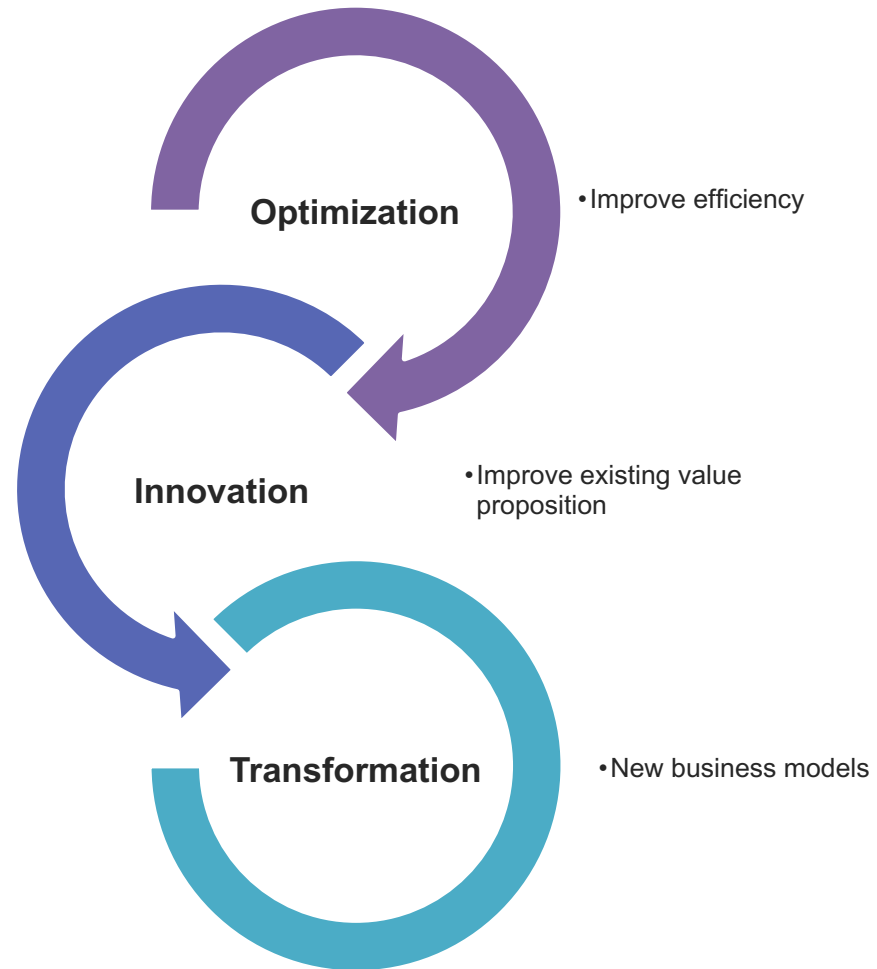 Optimization
•Improve efficiency
Innovation
•Improve existing value
proposition
Transformation
•New business models